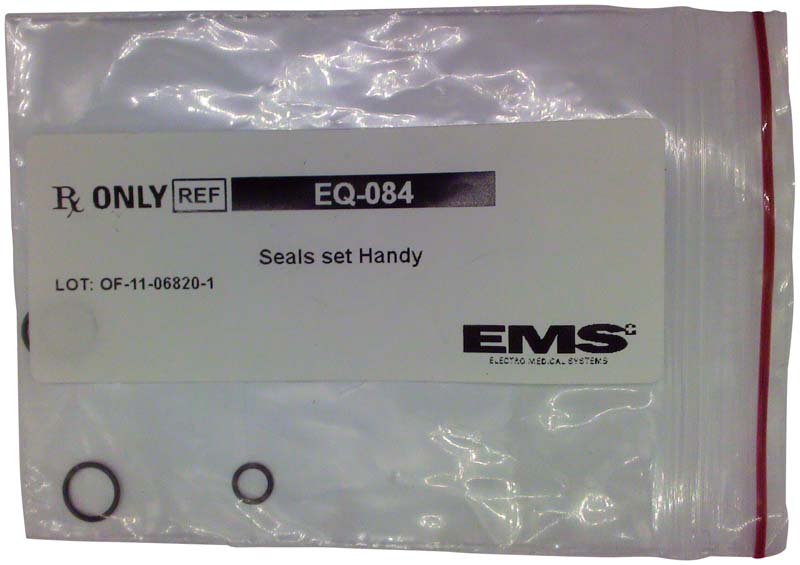 ℞ ONLY REF EQ-084
Seals set Handy
LOT: OF-11-06820-1
EMS+
ELECTRO MEDICAL SYSTEMS